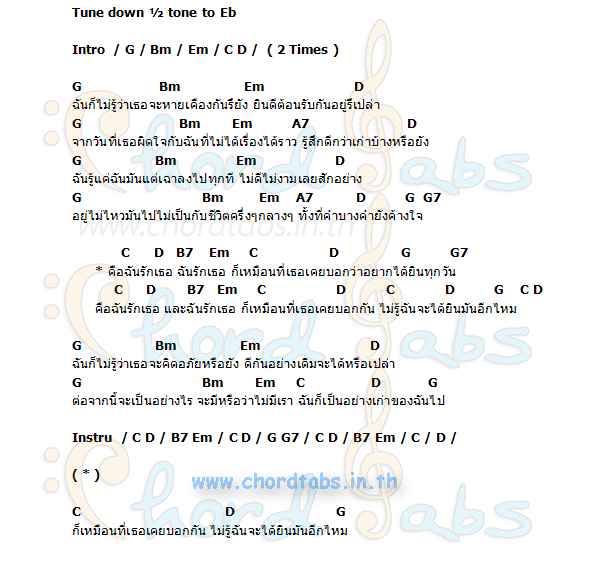 Tune down ½ tone to Eb
Intro / G / Bm / Em / C D / ( 2 Times )
G Bm Em D
ฉันก็ไม่รู้ว่าเธอจะหายเคืองกันรึยัง ยินดีต้อนรับกันอยู่รึเปล่า
G Bm Em A7 D
จากวันที่เธอผิดใจกับฉันที่ไม่ได้เรื่องได้ราว รู้สึกดีกว่าเก่าบ้างหรือยัง
G Bm Em D
ฉันรู้แค่ฉันมันแต่เฉาลงไปทุกที ไม่ดีไม่งามเลยสักอย่าง
G Bm Em A7 D G G7
อยู่ไม่ไหวมันไปไม่เป็นกับชีวิตครึ่งๆกลางๆ ทั้งที่คำบางคำยังค้างใจ
C D B7 Em C D G G7
* คือฉันรักเธอ ฉันรักเธอ ก็เหมือนที่เธอเคยบอกว่าอยากได้ยินทุกวัน
C D B7 Em C D C D G C D
คือฉันรักเธอ และฉันรักเธอ ก็เหมือนที่เธอเคยบอกกัน ไม่รู้ฉันจะได้ยินมันอีกไหม
G Bm Em D
ฉันก็ไม่รู้ว่าเธอจะคิดอภัยหรือยัง ดีกันอย่างเดิมจะได้หรือเปล่า
G Bm Em C D G
ต่อจากนี้จะเป็นอย่างไร จะมีหรือว่าไม่มีเรา ฉันก็เป็นอย่างเก่าของฉันไป
Instru / C D / B7 Em / C D / G G7 / C D / B7 Em / C / D /
( * )
www.chordtabs.in.th
C D G
ก็เหมือนที่เธอเคยบอกกัน ไม่รู้ฉันจะได้ยินมันอีกไหม